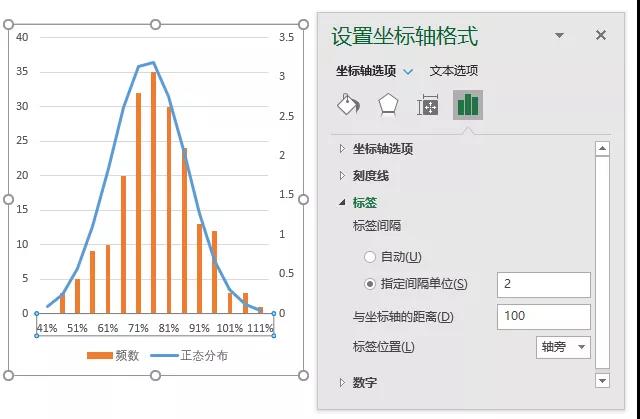 40
35
30
25
20
15
10
5
0
3.5
3
2.5
2
1.5
1
0.5
0
41% 51% 61% 71% 81% 91% 101% 111%
频数 正态分布
设置坐标轴格式
坐标轴选项 文本选项
坐标轴选项
刻度线
标签
标签间隔
自动(U)
指定间隔单位(S) 2
与坐标轴的距离(D) 100
标签位置(L) 轴旁
数字